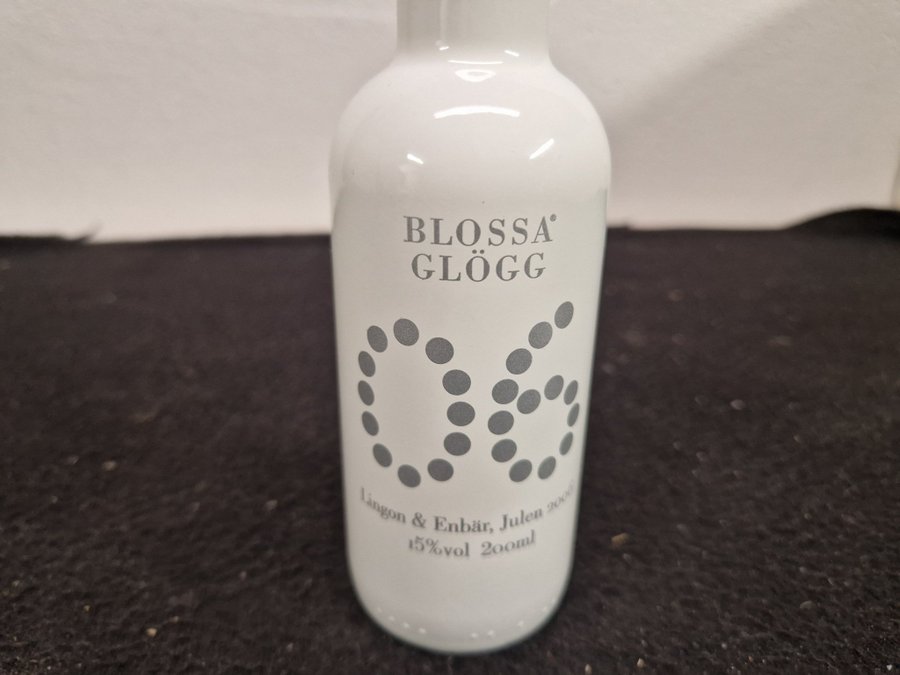 BLOSSA®
GLÖGG
06
Lingon & Enbär, Julen 2006
15%vol 200ml